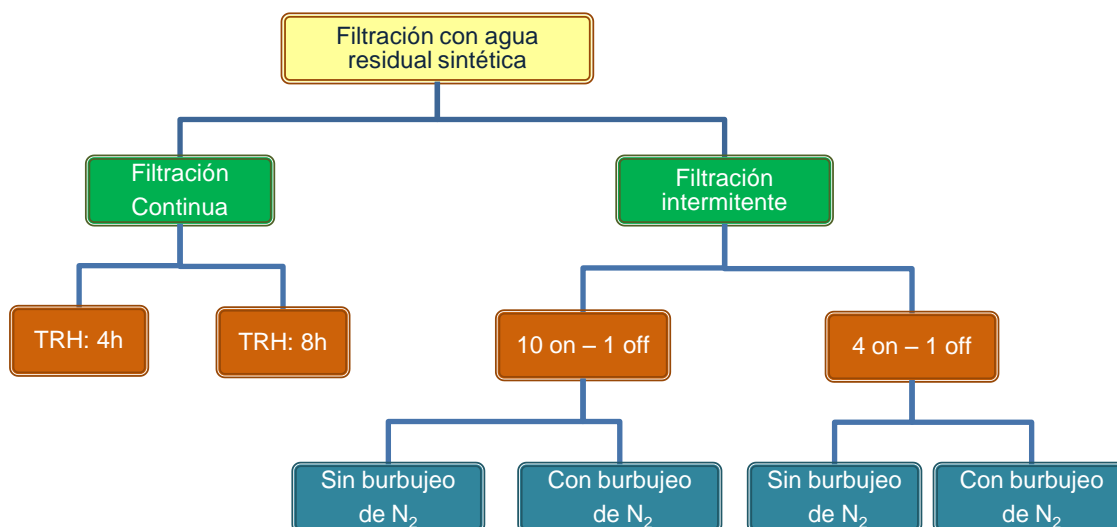 Filtración con agua
residual sintética
Filtración
Continua
Filtración
intermitente
TRH: 4h
TRH: 8h
10 on – 1 off
4 on – 1 off
Sin burbujeo
de N₂
Con burbujeo
de N₂
Sin burbujeo
de N₂
Con burbujeo
de N₂